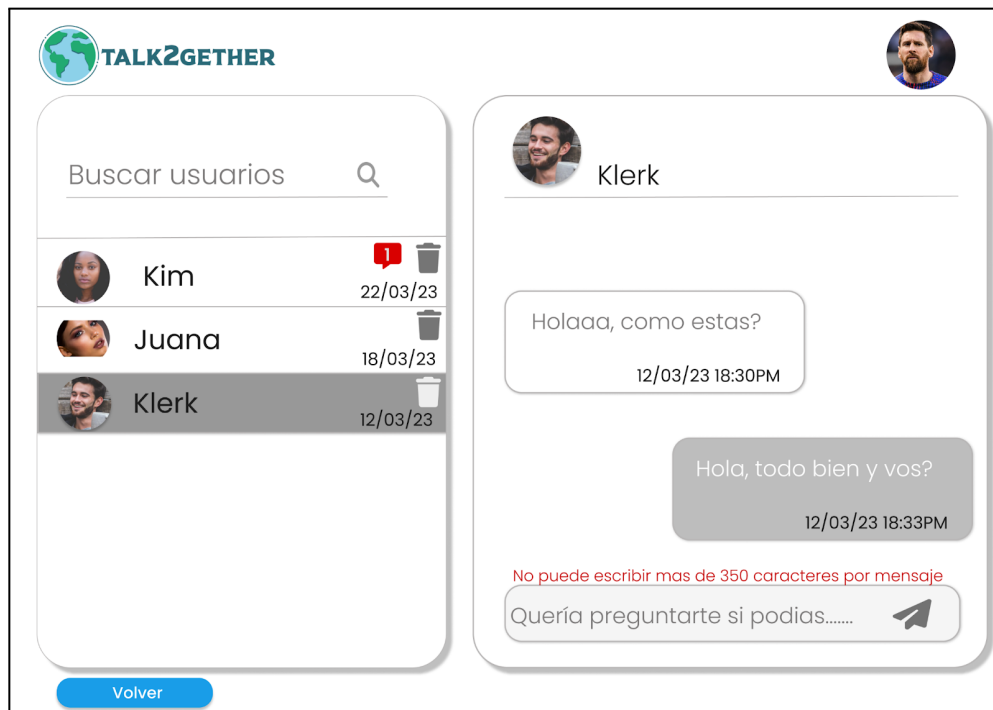 TALK2GETHER
Buscar usuarios
Kim
1
22/03/23
Juana
18/03/23
Klerk
12/03/23
Klerk
Holaaa, como estas?
12/03/23 18:30PM
Hola, todo bien y vos?
12/03/23 18:33PM
No puede escribir mas de 350 caracteres por mensaje
Quería preguntarte si podias.......
Volver